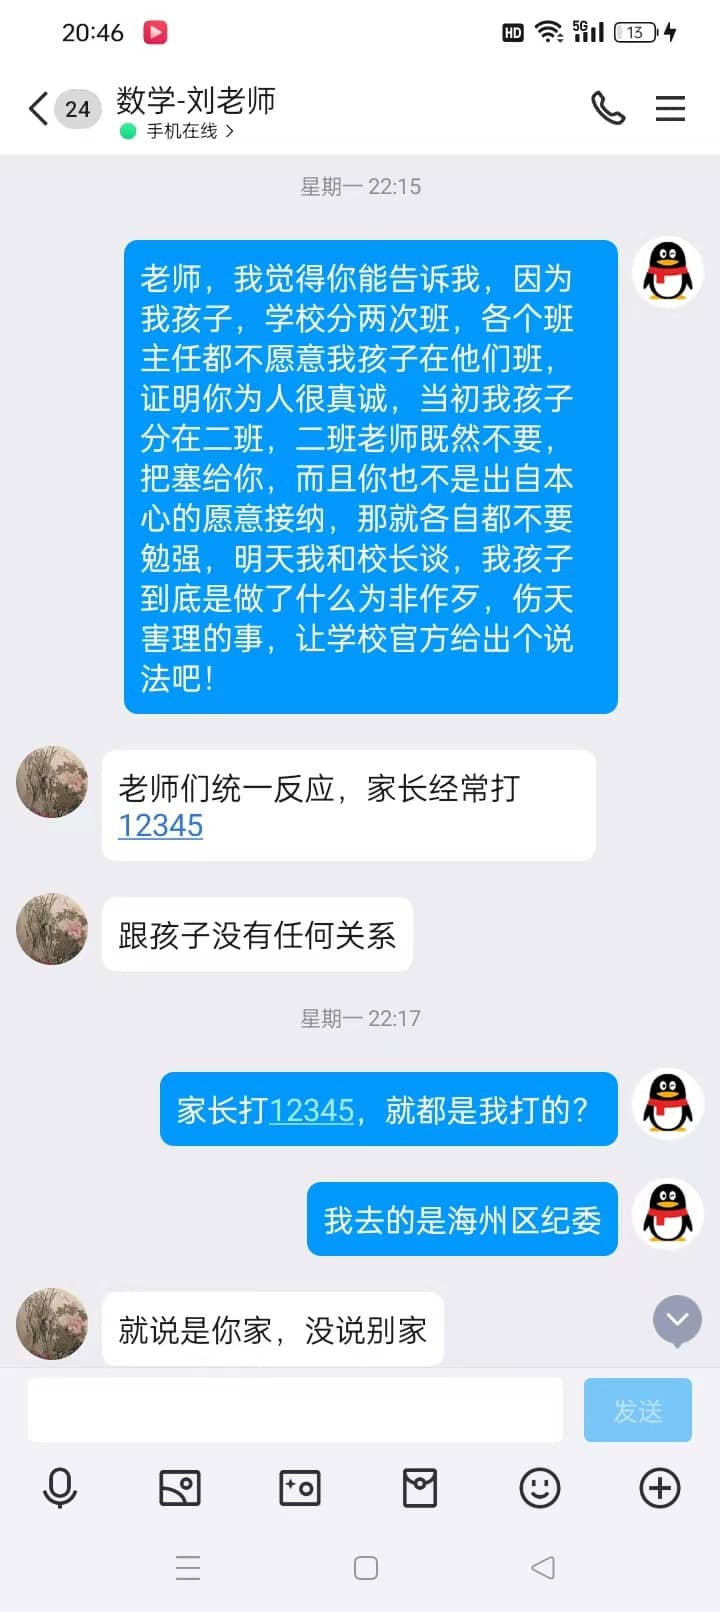 20:46
HD
5G
13
24
数学-刘老师
手机在线 >
星期一 22:15
老师，我觉得你能告诉我，因为
我孩子，学校分两次班，各个班
主任都不愿意我孩子在他们班，
证明你为人很真诚，当初我孩子
分在二班，二班老师既然不要，
把塞给你，而且你也不是出自本
心的愿意接纳，那就各自都不要
勉强，明天我和校长谈，我孩子
到底是做了什么为非作歹，伤天
害理的事，让学校官方给出个说
法吧！
老师们统一反应，家长经常打
12345
跟孩子没有任何关系
星期一 22:17
家长打12345，就都是我打的？
我去的是海州区纪委
就说是你家，没说别家
发送